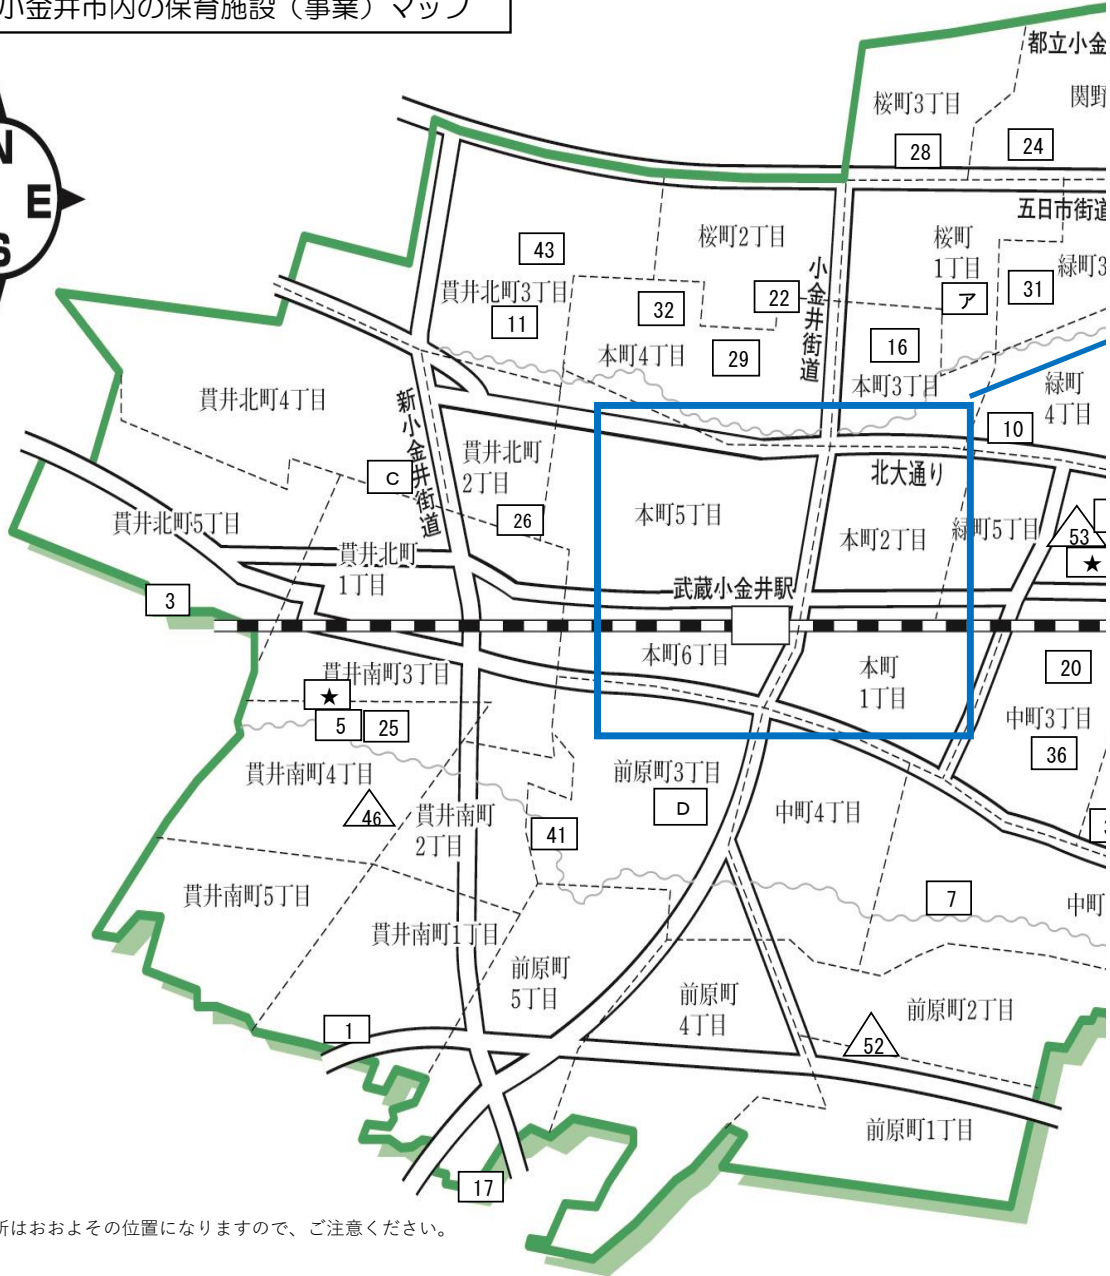 小金井市内の保育施設（事業）マップ
N
E
S
都立小金
関野
桜町3丁目
28
24
五日市街道
桜町2丁目
桜町
1丁目
緑町3
43
貫井北町3丁目
11
32
22
小金井街道
ア
31
本町4丁目
29
16
本町3丁目
緑町
4丁目
10
貫井北町4丁目
新小金井街道
貫井北町
2丁目
C
26
北大通り
本町5丁目
本町2丁目
緑町5丁目
53
★
貫井北町5丁目
貫井北町
1丁目
3
武蔵小金井駅
本町6丁目
本町
1丁目
20
中町3丁目
36
貫井南町3丁目
★
5
25
貫井南町4丁目
46
貫井南町
2丁目
41
前原町3丁目
D
中町4丁目
7
中町
貫井南町5丁目
貫井南町1丁目
前原町
5丁目
前原町
4丁目
前原町2丁目
52
1
前原町1丁目
17
所はおおよその位置になりますので、ご注意ください。